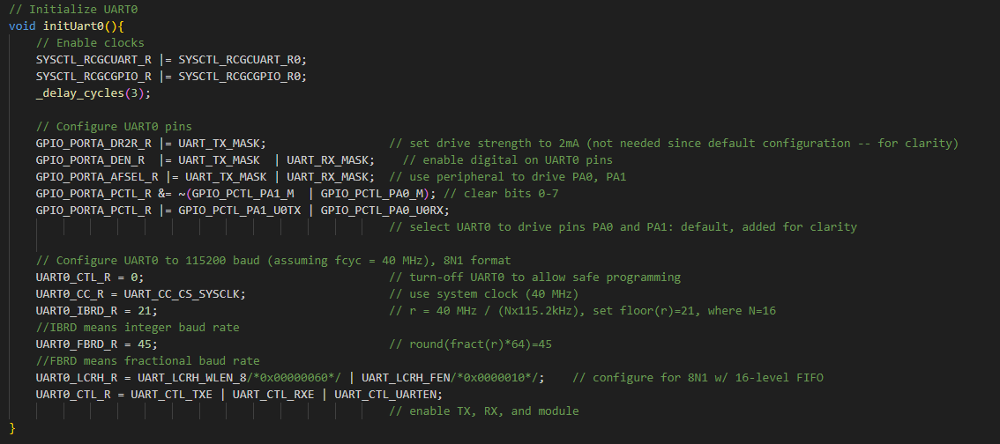 // Initialize UART0
void initUart0(){
    // Enable clocks
    SYSCTL_RCGCUART_R |= SYSCTL_RCGCUART_R0;
    SYSCTL_RCGCGPIO_R |= SYSCTL_RCGCGPIO_R0;
    _delay_cycles(3);

    // Configure UART0 pins
    GPIO_PORTA_DR2R_R |= UART_TX_MASK;                  // set drive strength to 2mA (not needed since default configuration -- for clarity)
    GPIO_PORTA_DEN_R  |= UART_TX_MASK  | UART_RX_MASK;    // enable digital on UART0 pins
    GPIO_PORTA_AFSEL_R |= UART_TX_MASK | UART_RX_MASK;  // use peripheral to drive PA0, PA1
    GPIO_PORTA_PCTL_R &= ~(GPIO_PCTL_PA1_M  | GPIO_PCTL_PA0_M); // clear bits 0-7
    GPIO_PORTA_PCTL_R |= GPIO_PCTL_PA1_U0TX | GPIO_PCTL_PA0_U0RX;
                                                        // select UART0 to drive pins PA0 and PA1: default, added for clarity

    // Configure UART0 to 115200 baud (assuming fcyc = 40 MHz), 8N1 format
    UART0_CTL_R = 0;                                    // turn-off UART0 to allow safe programming
    UART0_CC_R = UART_CC_CS_SYSCLK;                     // use system clock (40 MHz)
    UART0_IBRD_R = 21;                                  // r = 40 MHz / (Nx115.2kHz), set floor(r)=21, where N=16
    //IBRD means integer baud rate
    UART0_FBRD_R = 45;                                  // round(fract(r)*64)=45
    //FBRD means fractional baud rate
    UART0_LCRH_R = UART_LCRH_WLEN_8/*0x00000060*/ | UART_LCRH_FEN/*0x0000010*/;    // configure for 8N1 w/ 16-level FIFO
    UART0_CTL_R = UART_CTL_TXE | UART_CTL_RXE | UART_CTL_UARTEN;
                                                        // enable TX, RX, and module
}